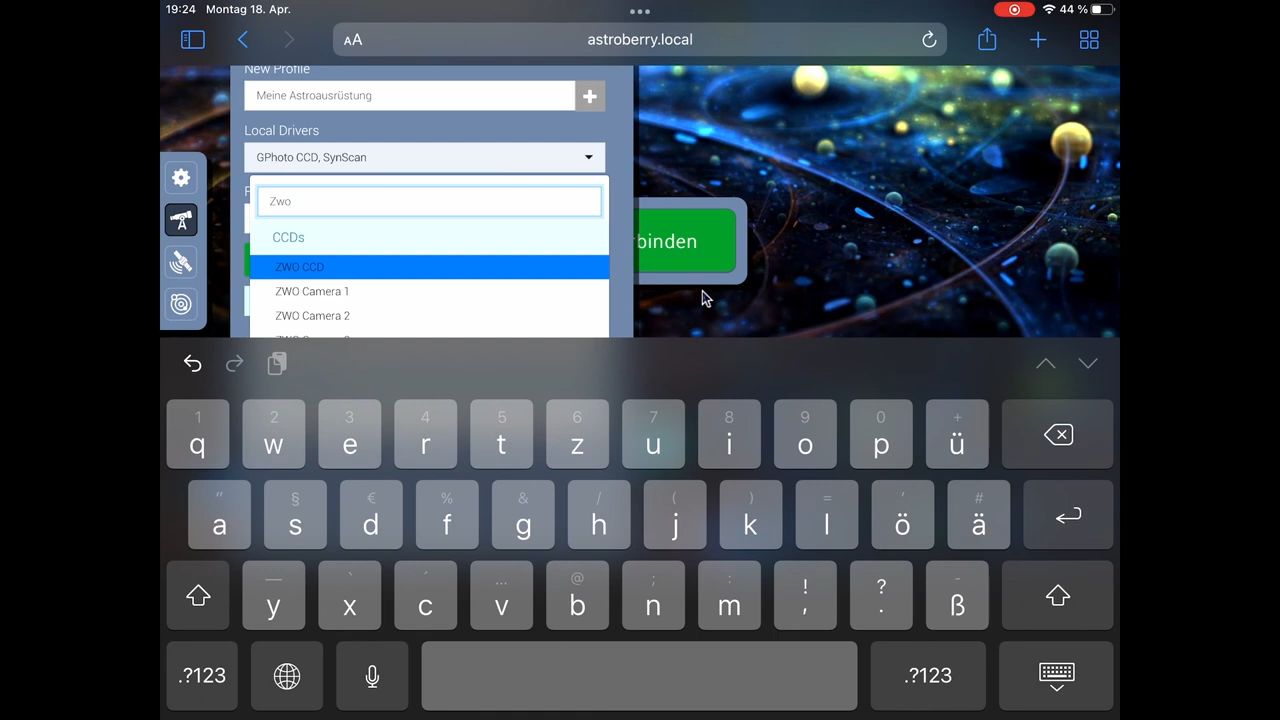 19:24 Montag 18. Apr.
44 %
AA
astroberry.local
New Profile
Meine Astroausrüstung
+
Local Drivers
GPhoto CCD, SynScan
Zwo
CCDs
ZWO CCD
ZWO Camera 1
ZWO Camera 2
rbinden
1 2 3 4 5 6 7 8 9 0 +
q w e r t z u i o p ü
" § € % & / ( ) = ' #
a s d f g h j k l ö ä
— ` ´ … @ ; : ! ? -
y x c v b n m , . ß
.?123
.?123